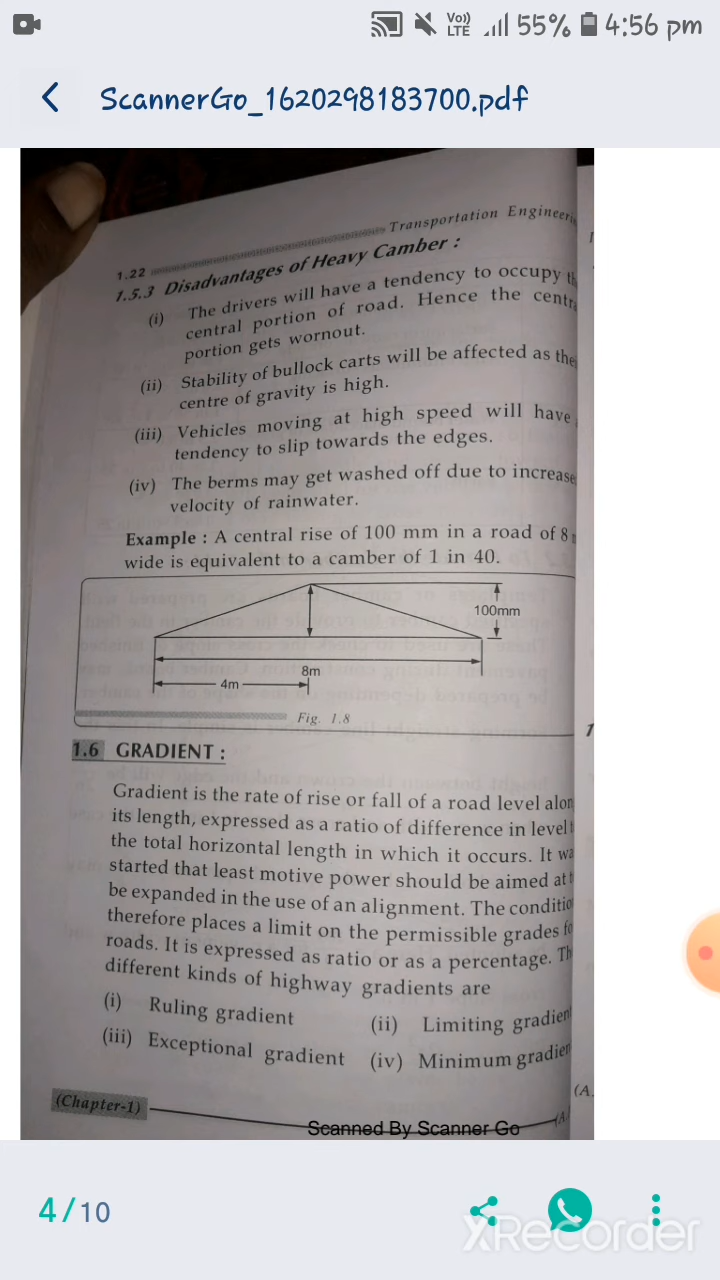 Vo)) LTE 55% 4:56 pm
ScannerGo_1620298183700.pdf
Transportation Engineeri
1.22
1.5.3 Disadvantages of Heavy Camber :
(i) The drivers will have a tendency to occupy th
central portion of road. Hence the centra
portion gets wornout.
(ii) Stability of bullock carts will be affected as the
centre of gravity is high.
(iii) Vehicles moving at high speed will have a
tendency to slip towards the edges.
(iv) The berms may get washed off due to increase
velocity of rainwater.
Example : A central rise of 100 mm in a road of 8 m
wide is equivalent to a camber of 1 in 40.
100mm
8m
4m
Fig. 1.8
1.6 GRADIENT :
Gradient is the rate of rise or fall of a road level alon
its length, expressed as a ratio of difference in level t
the total horizontal length in which it occurs. It wa
started that least motive power should be aimed at t
be expanded in the use of an alignment. The conditio
therefore places a limit on the permissible grades fo
roads. It is expressed as ratio or as a percentage. Th
different kinds of highway gradients are
(i) Ruling gradient (ii) Limiting gradien
(iii) Exceptional gradient (iv) Minimum gradien
(A.
(Chapter-1) (A.
Scanned By Scanner Go
4/10
XRecorder